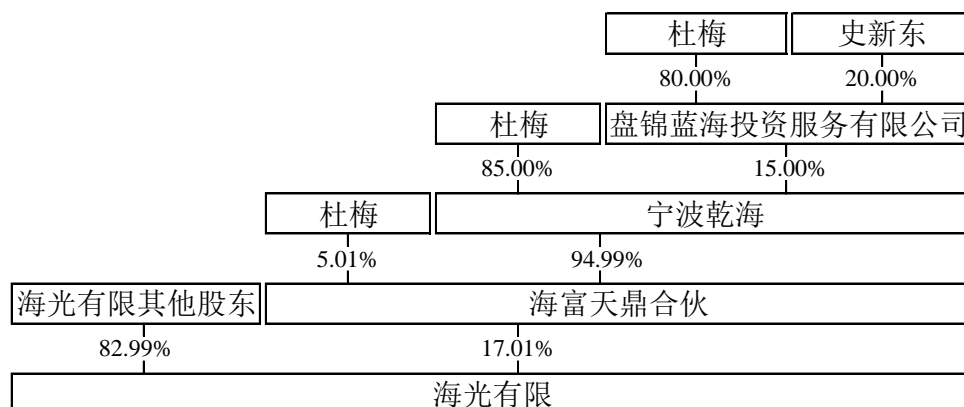 杜梅 史新东
80.00% 20.00%
杜梅 盘锦蓝海投资服务有限公司
85.00% 15.00%
杜梅 宁波乾海
5.01% 94.99%
海光有限其他股东 海富天鼎合伙
82.99% 17.01%
海光有限